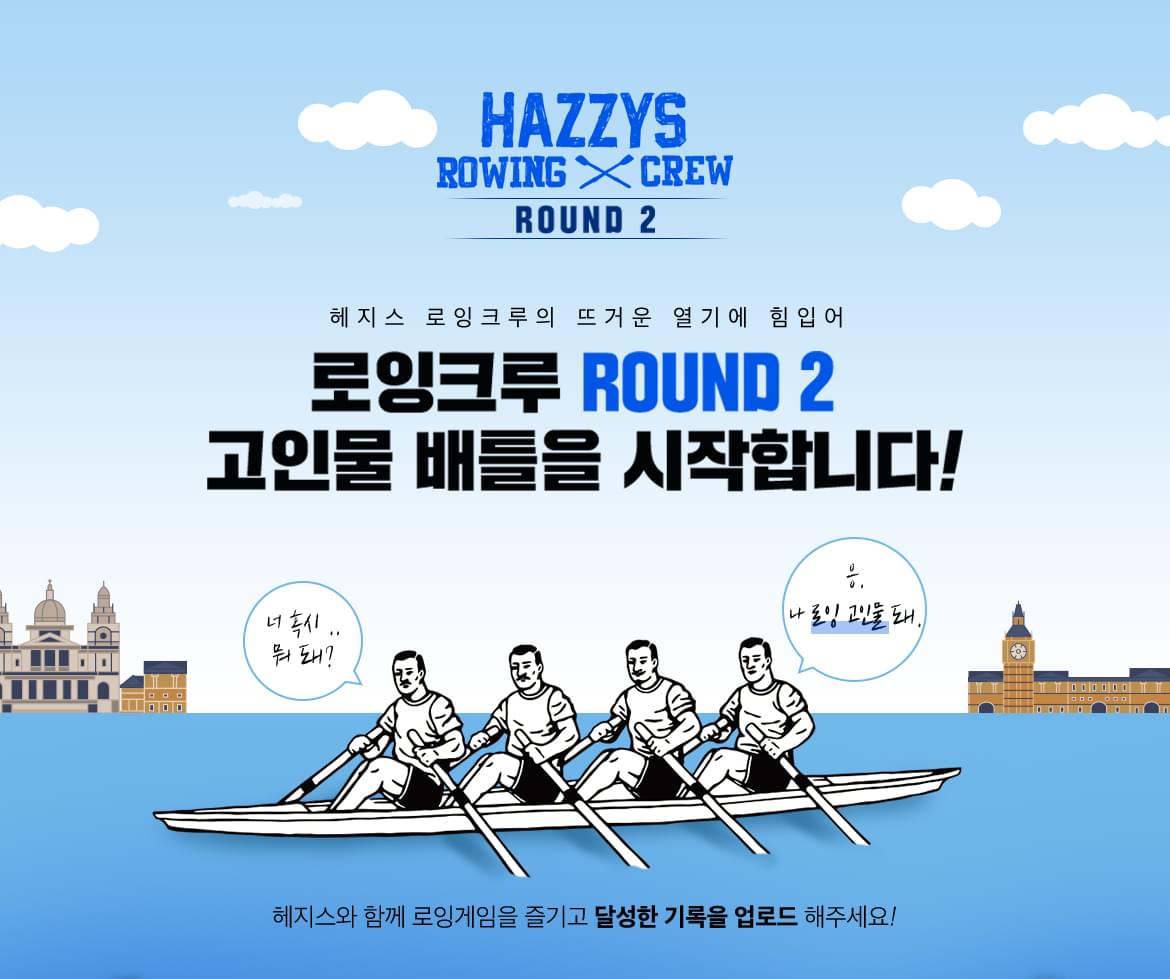 HAZZYS
ROWING CREW
ROUND 2
헤지스 로잉크루의 뜨거운 열기에 힘입어
로잉크루 ROUND 2
고인물 배틀을 시작합니다!
너 혹시..
뭐 돼?
응.
나 로잉 고인물 돼.
헤지스와 함께 로잉게임을 즐기고 달성한 기록을 업로드 해주세요!